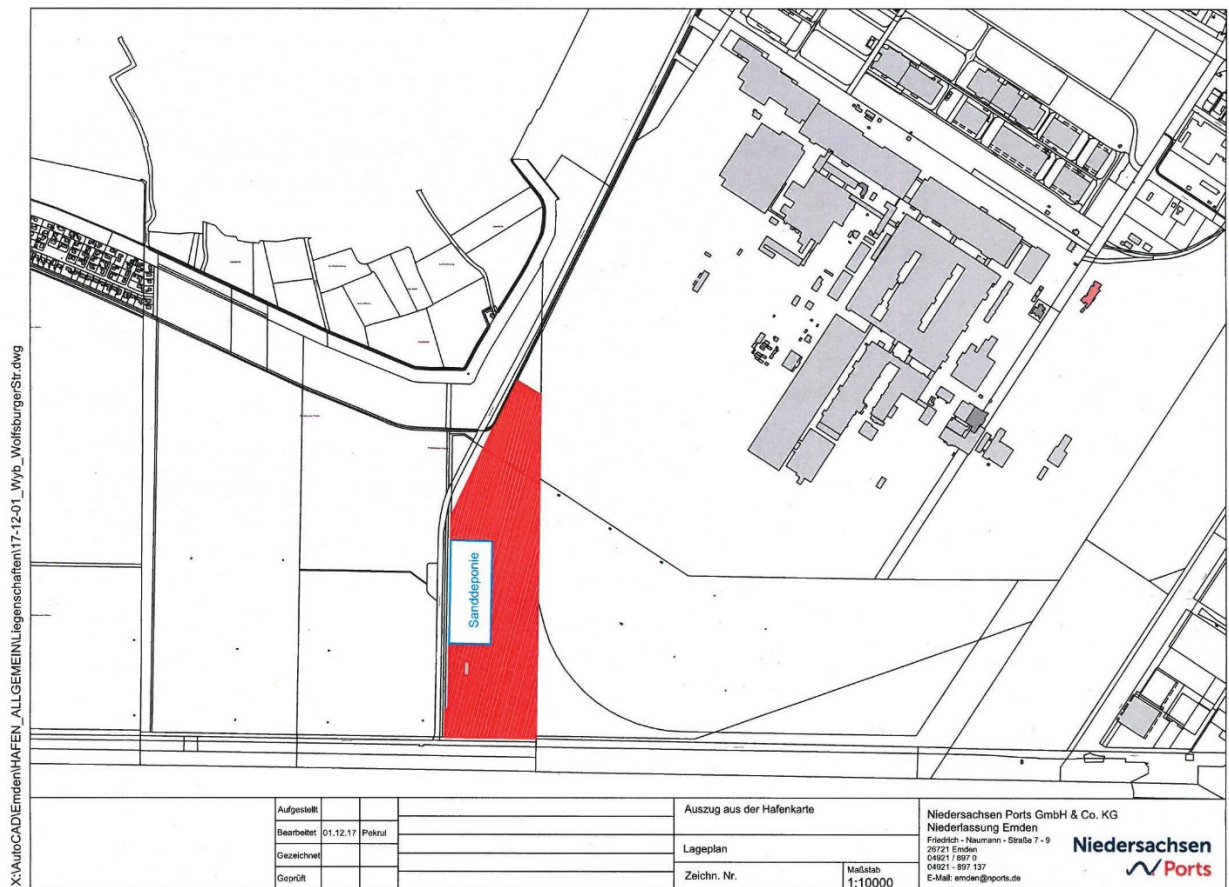 X:\AutoCAD\Emden\HAFEN_ALLGEMEIN\Liegenschaften\17-12-01_Wyb_WolfsburgerStr.dwg
Sanddeponie
Aufgestellt
Bearbeitet 01.12.17 Pekrul
Gezeichnet
Geprüft
Auszug aus der Hafenkarte
Lageplan
Zeichn. Nr.
Maßstab
1:10000
Niedersachsen Ports GmbH & Co. KG
Niederlassung Emden
Friedrich - Naumann - Straße 7 - 9
26721 Emden
04921 / 897 0
04921 - 897 137
E-Mail: emden@nports.de
Niedersachsen
Ports